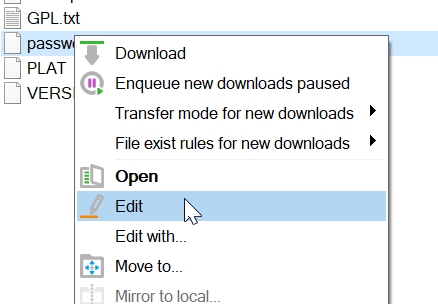 GPL.txt
passw
PLAT
VERS
Download
Enqueue new downloads paused
Transfer mode for new downloads
File exist rules for new downloads
Open
Edit
Edit with...
Move to...
Mirror to local...